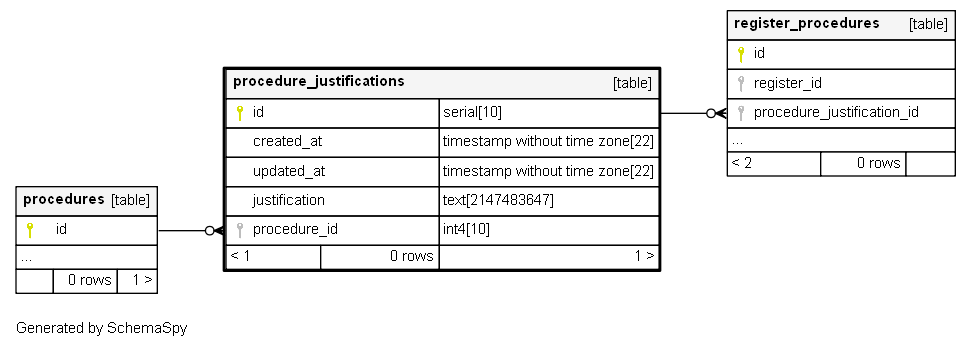 register_procedures [table]
id
register_id
procedure_justification_id
...
< 2 0 rows
procedure_justifications [table]
id serial[10]
created_at timestamp without time zone[22]
updated_at timestamp without time zone[22]
justification text[2147483647]
procedure_id int4[10]
< 1 0 rows 1 >
procedures [table]
id
...
0 rows 1 >
Generated by SchemaSpy